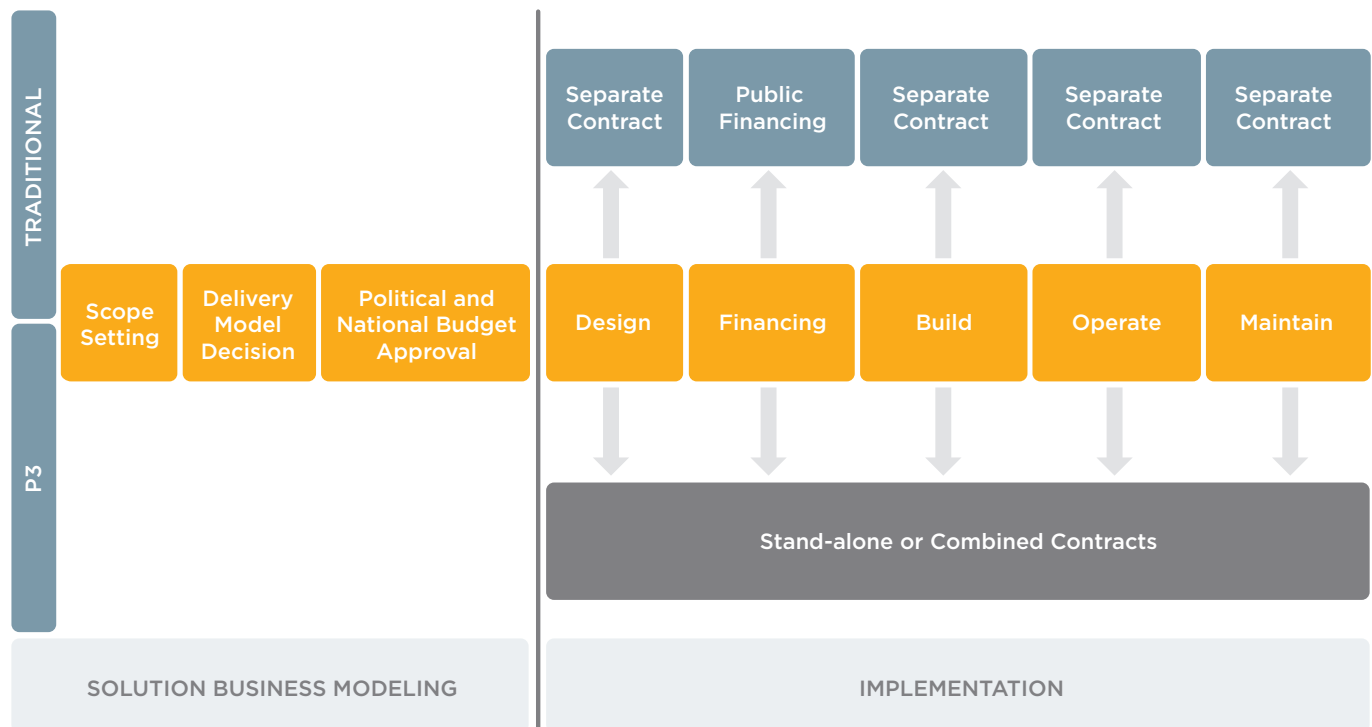 TRADITIONAL
Separate
Contract
Public
Financing
Separate
Contract
Separate
Contract
Separate
Contract
Scope
Setting
Delivery
Model
Decision
Political and
National Budget
Approval
Design
Financing
Build
Operate
Maintain
P3
Stand-alone or Combined Contracts
SOLUTION BUSINESS MODELING
IMPLEMENTATION